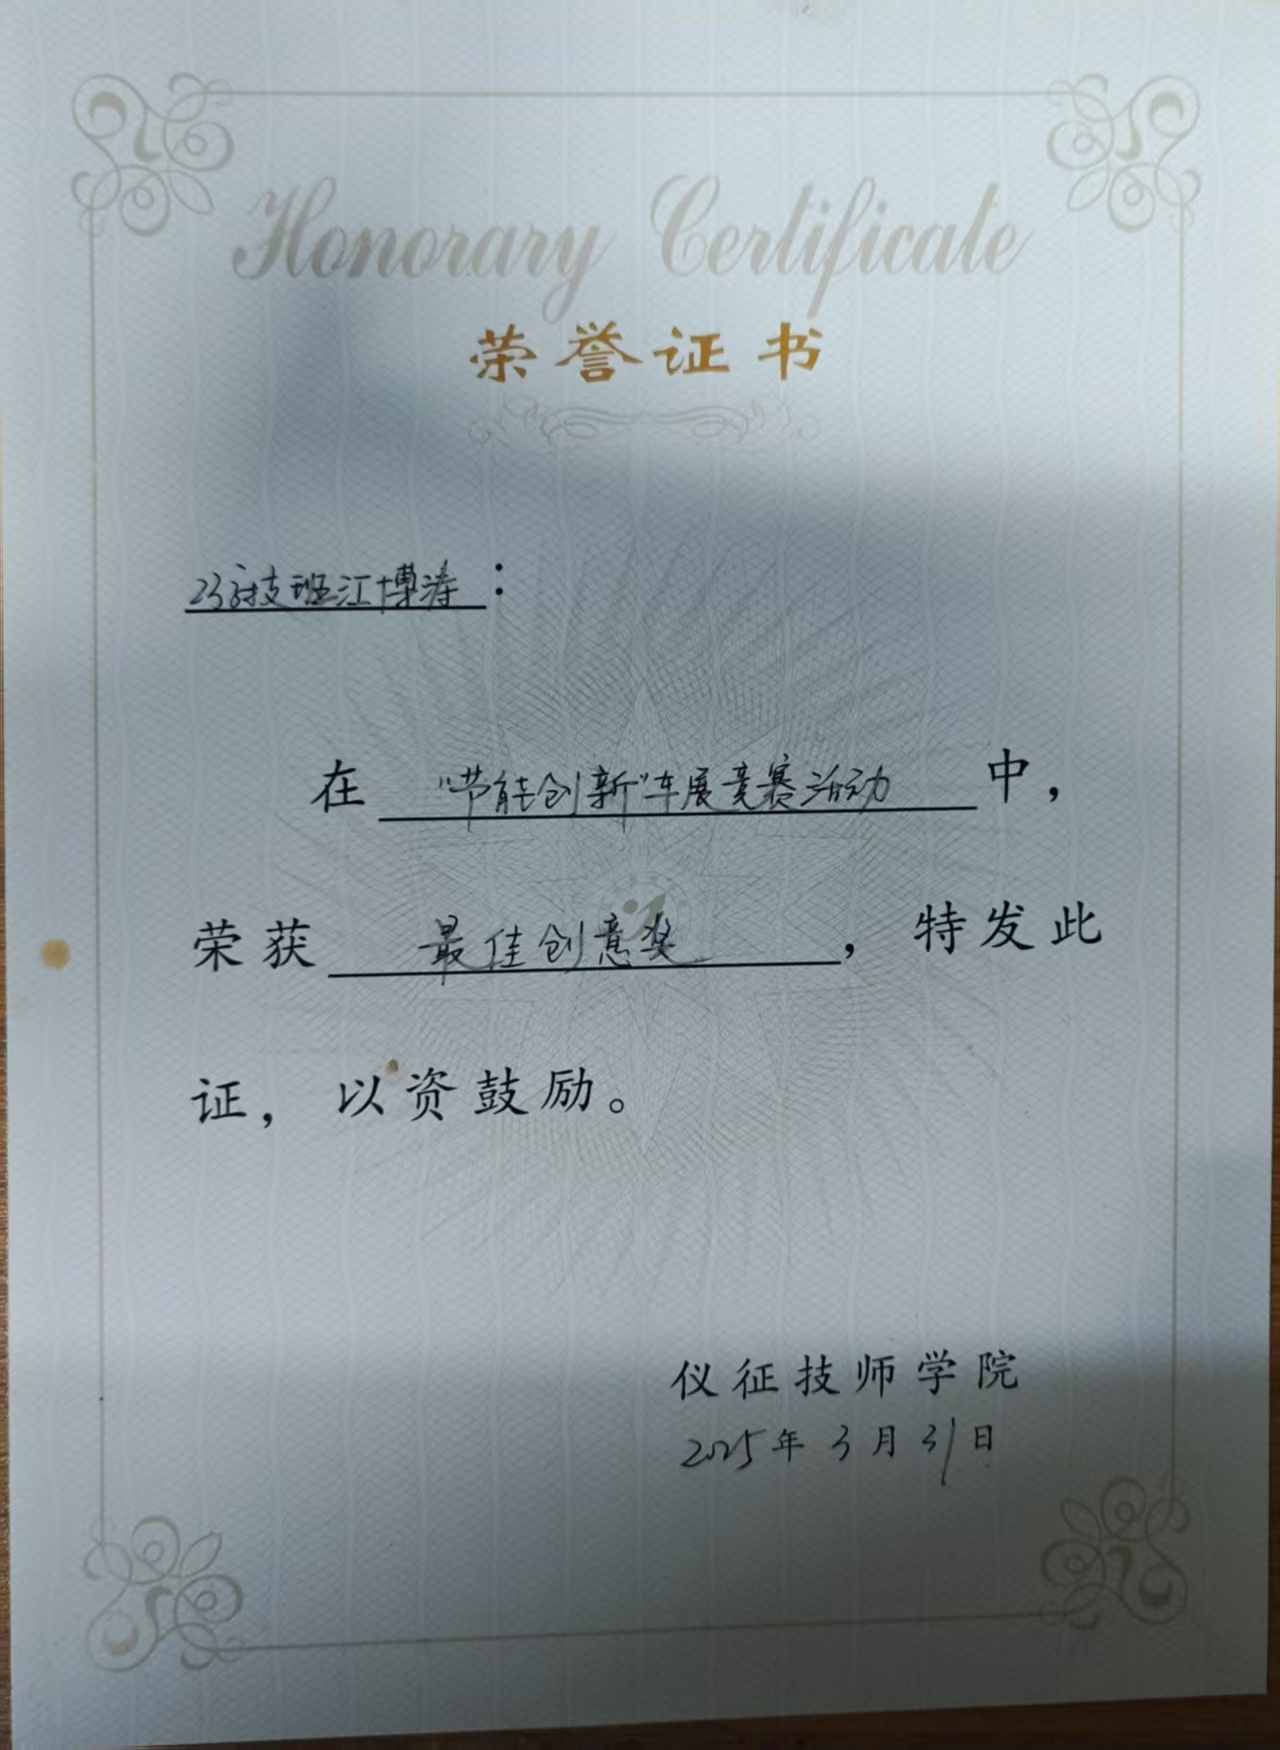 Honorary Certificate
荣誉证书
23高技班江博涛：
在“节能创新”车展竞赛活动中，
荣获最佳创意奖，特发此
证，以资鼓励。
仪征技师学院
2025年3月31日